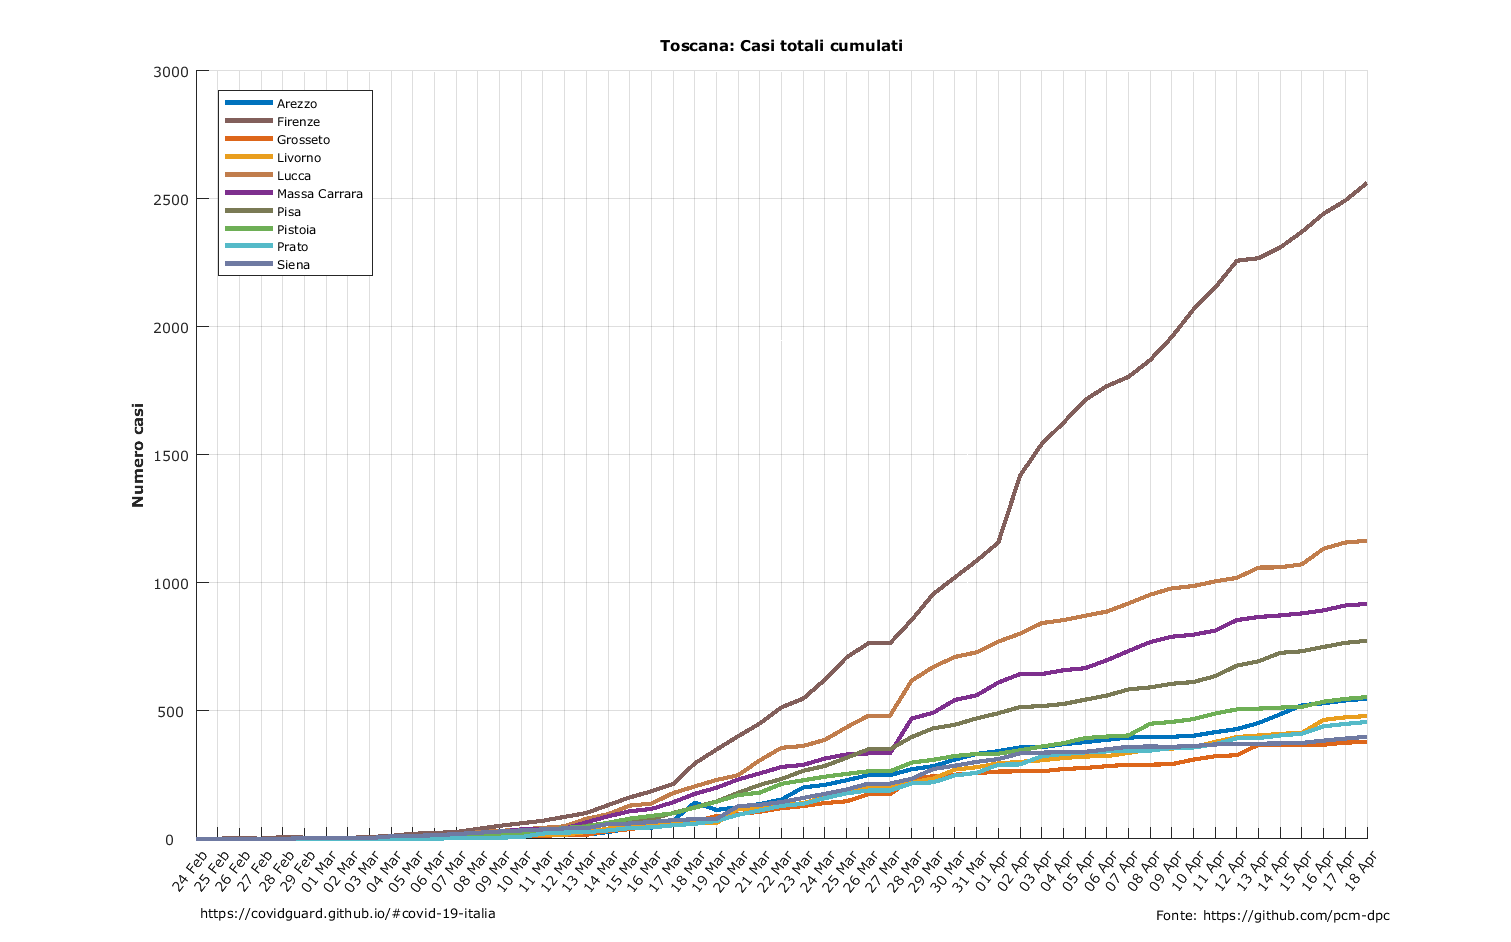 Toscana: Casi totali cumulati
3000
2500
2000
1500
1000
500
0
Numero casi
Arezzo
Firenze
Grosseto
Livorno
Lucca
Massa Carrara
Pisa
Pistoia
Prato
Siena
24 Feb
25 Feb
26 Feb
27 Feb
28 Feb
29 Feb
01 Mar
02 Mar
03 Mar
04 Mar
05 Mar
06 Mar
07 Mar
08 Mar
09 Mar
10 Mar
11 Mar
12 Mar
13 Mar
14 Mar
15 Mar
16 Mar
17 Mar
18 Mar
19 Mar
20 Mar
21 Mar
22 Mar
23 Mar
24 Mar
25 Mar
26 Mar
27 Mar
28 Mar
29 Mar
30 Mar
31 Mar
01 Apr
02 Apr
03 Apr
04 Apr
05 Apr
06 Apr
07 Apr
08 Apr
09 Apr
10 Apr
11 Apr
12 Apr
13 Apr
14 Apr
15 Apr
16 Apr
17 Apr
18 Apr
https://covidguard.github.io/#covid-19-italia
Fonte: https://github.com/pcm-dpc